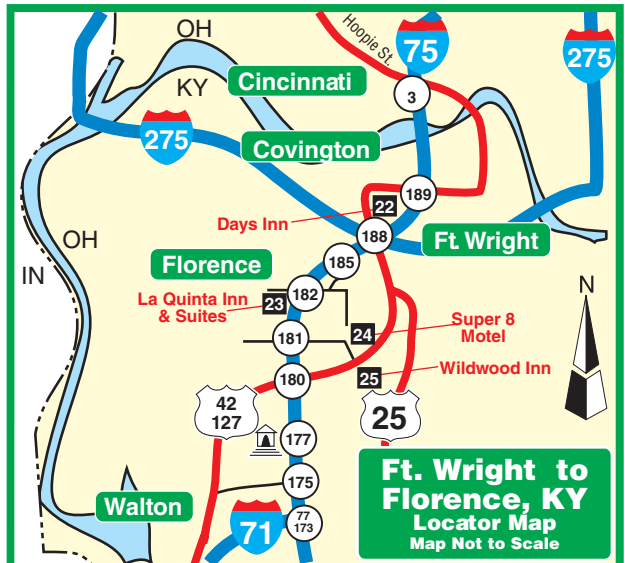 OH
Hoopie St.
75
275
KY
Cincinnati
3
275
Covington
189
22
Days Inn
188
Ft. Wright
OH
185
IN
Florence
182
La Quinta Inn
& Suites
23
N
24
Super 8
Motel
181
Wildwood Inn
25
180
42
127
25
177
Ft. Wright to
Florence, KY
Locator Map
Map Not to Scale
175
Walton
71
77
173